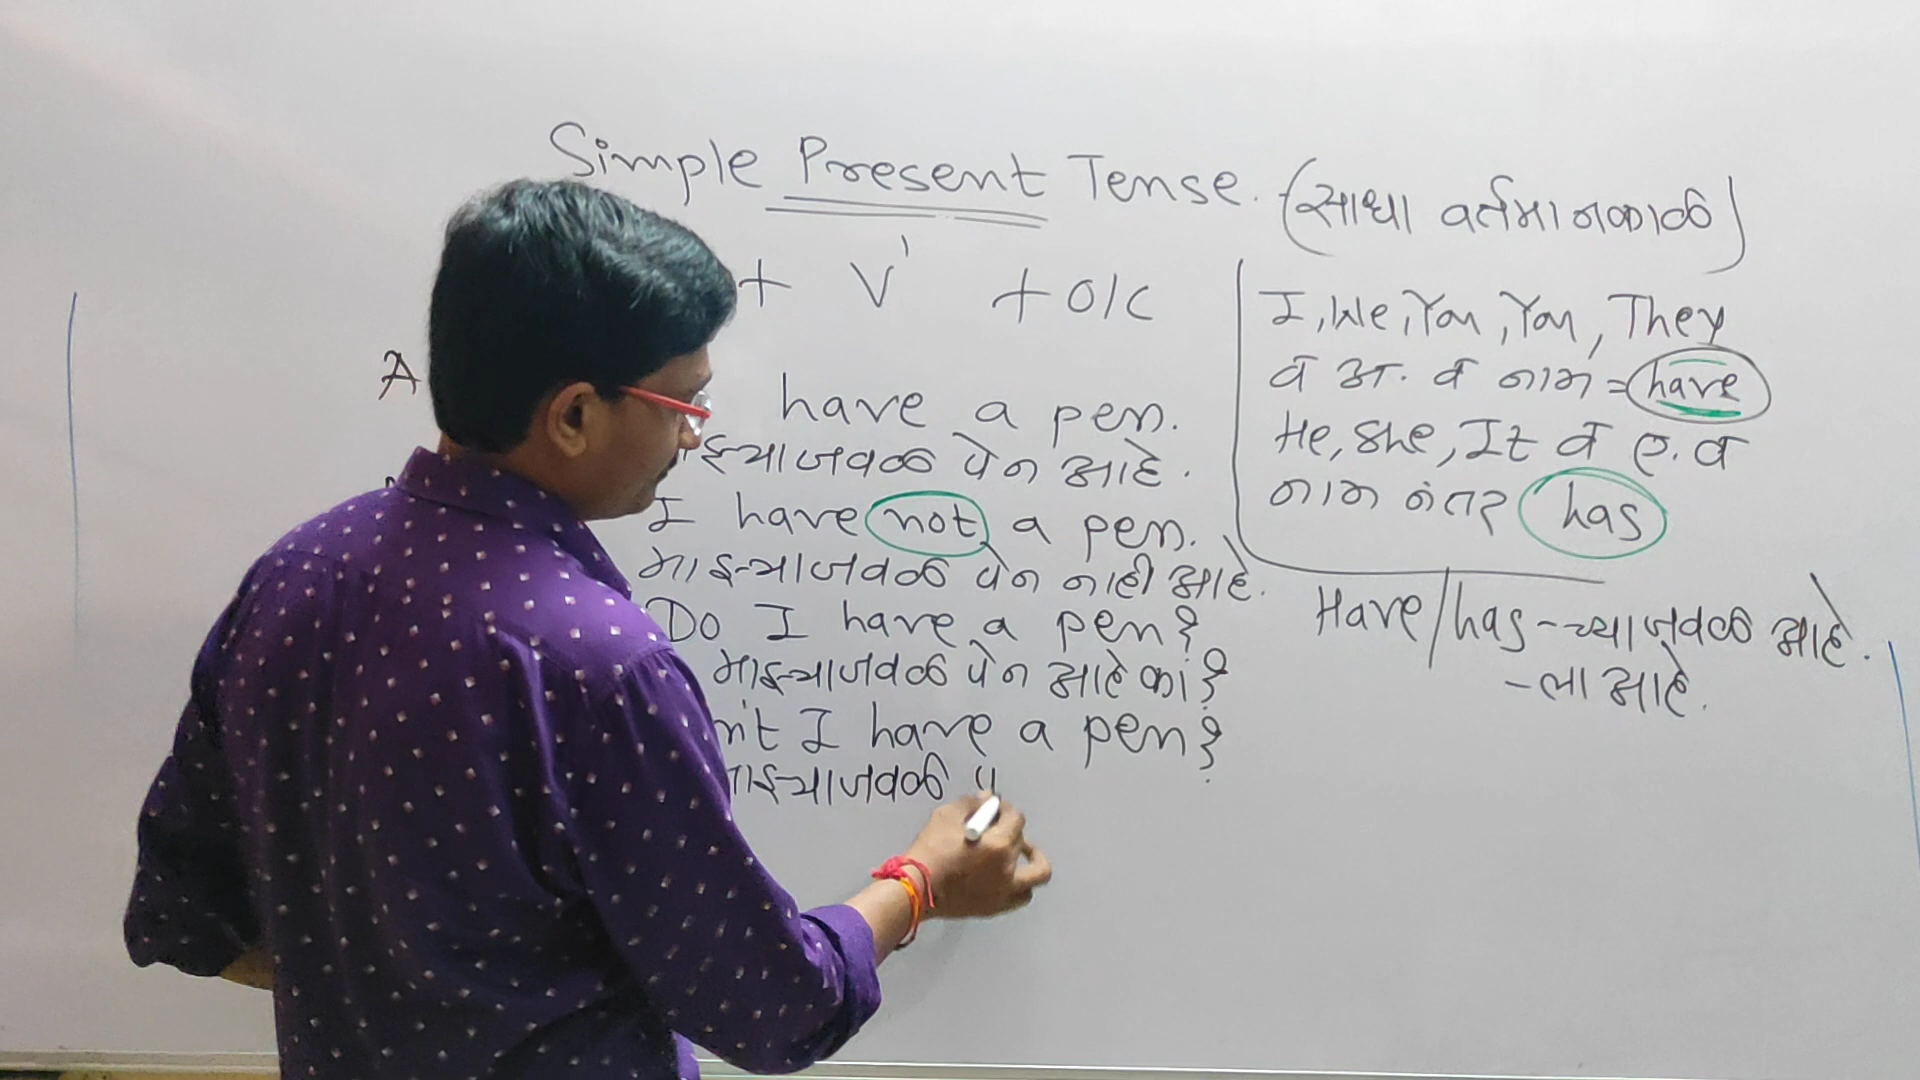 Simple Present Tense. (साधा वर्तमानकाळ)
+ V¹ + O/C
A
have a pen.
झ्याजवळ पेन आहे.
I have not a pen.
माझ्याजवळ पेन नाही आहे.
Do I have a pen?
माझ्याजवळ पेन आहे कां?
n't I have a pen?
माझ्याजवळ
I, We, You, You, They
व अ. व नाम = have
He, She, It व ए. व
नाम नंतर has
Have/has - च्याजवळ आहे.
- ला आहे.